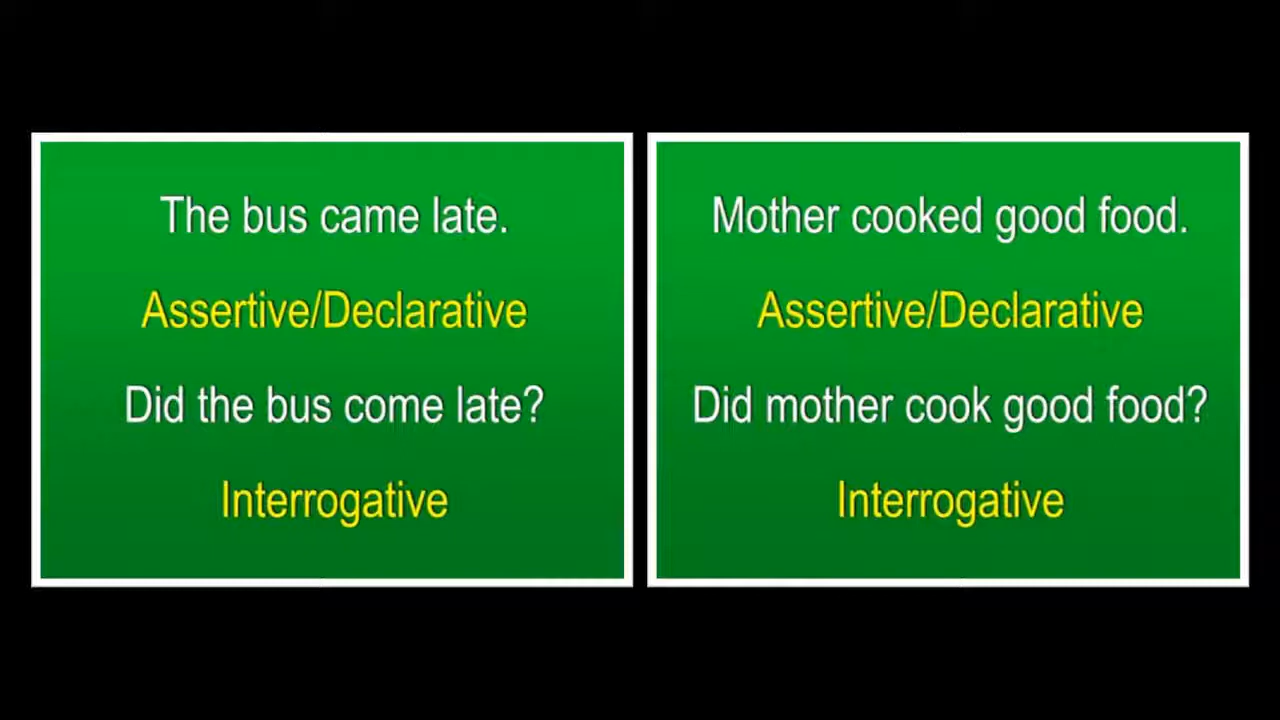 The bus came late.
Assertive/Declarative
Did the bus come late?
Interrogative
Mother cooked good food.
Assertive/Declarative
Did mother cook good food?
Interrogative